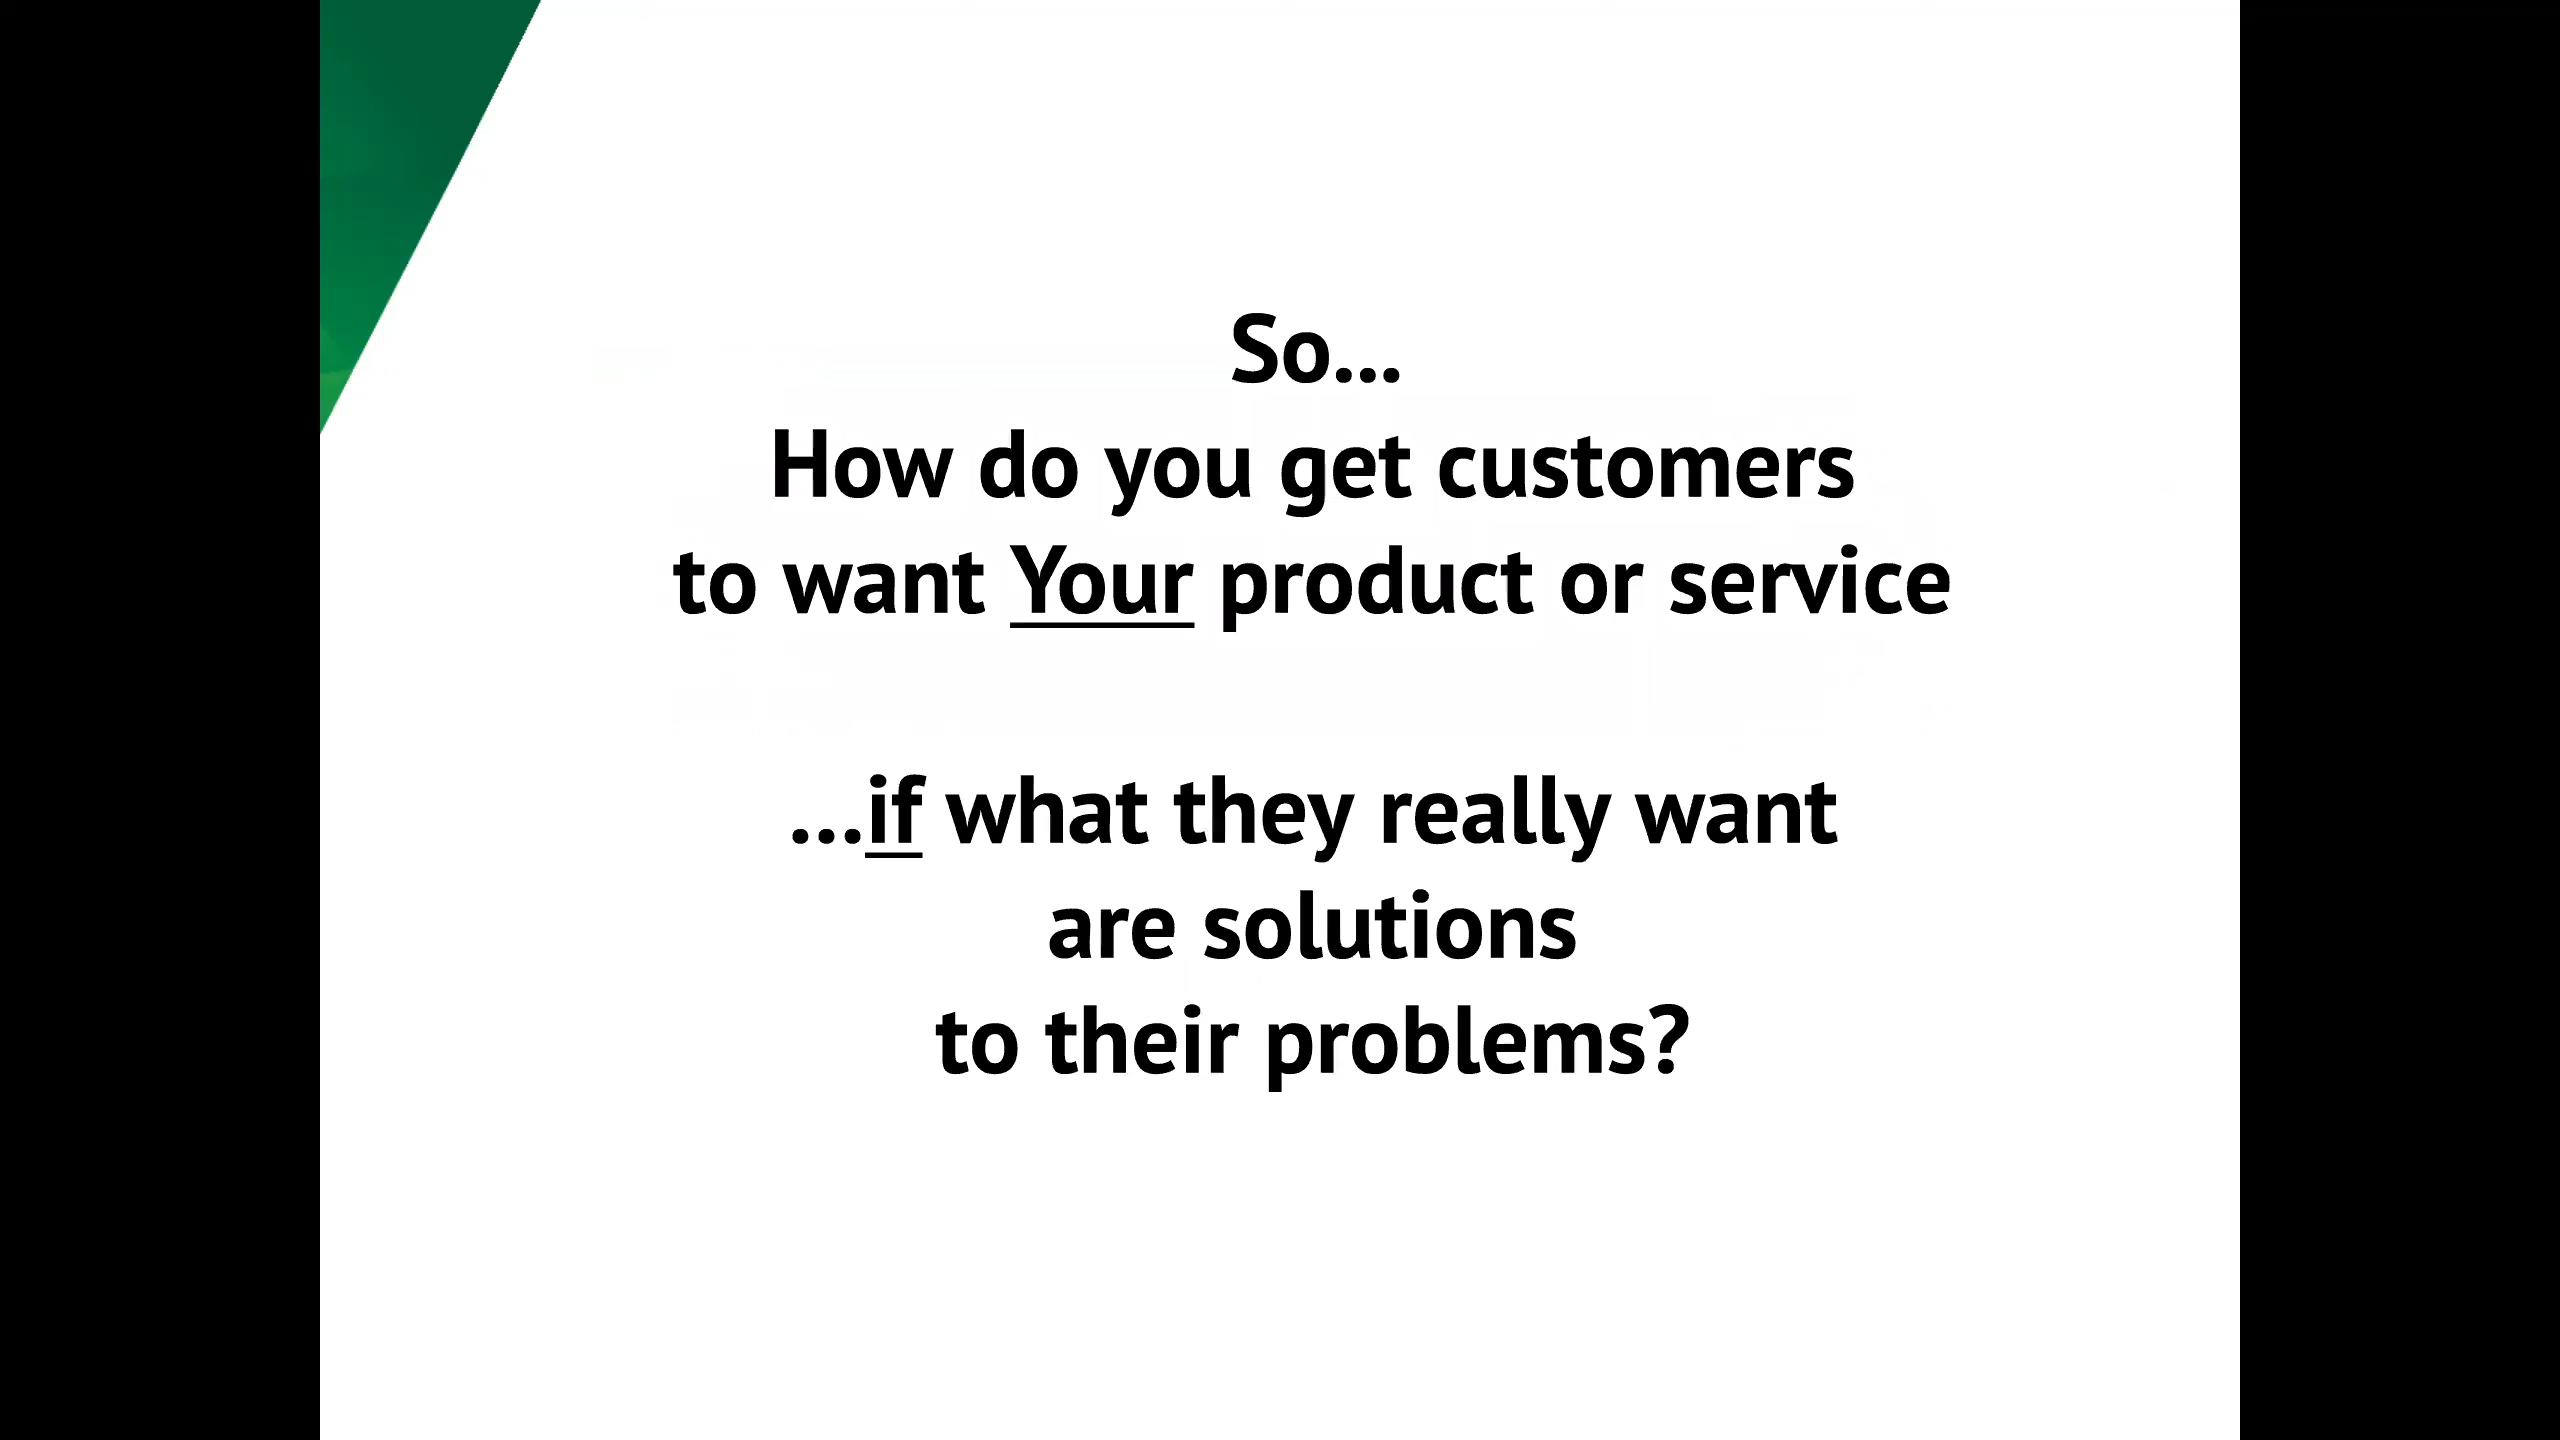 So...
How do you get customers
to want Your product or service
...if what they really want
are solutions
to their problems?